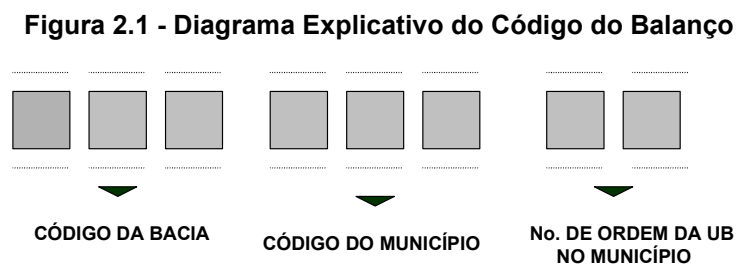 Figura 2.1 - Diagrama Explicativo do Código do Balanço
CÓDIGO DA BACIA
CÓDIGO DO MUNICÍPIO
No. DE ORDEM DA UB
NO MUNICÍPIO